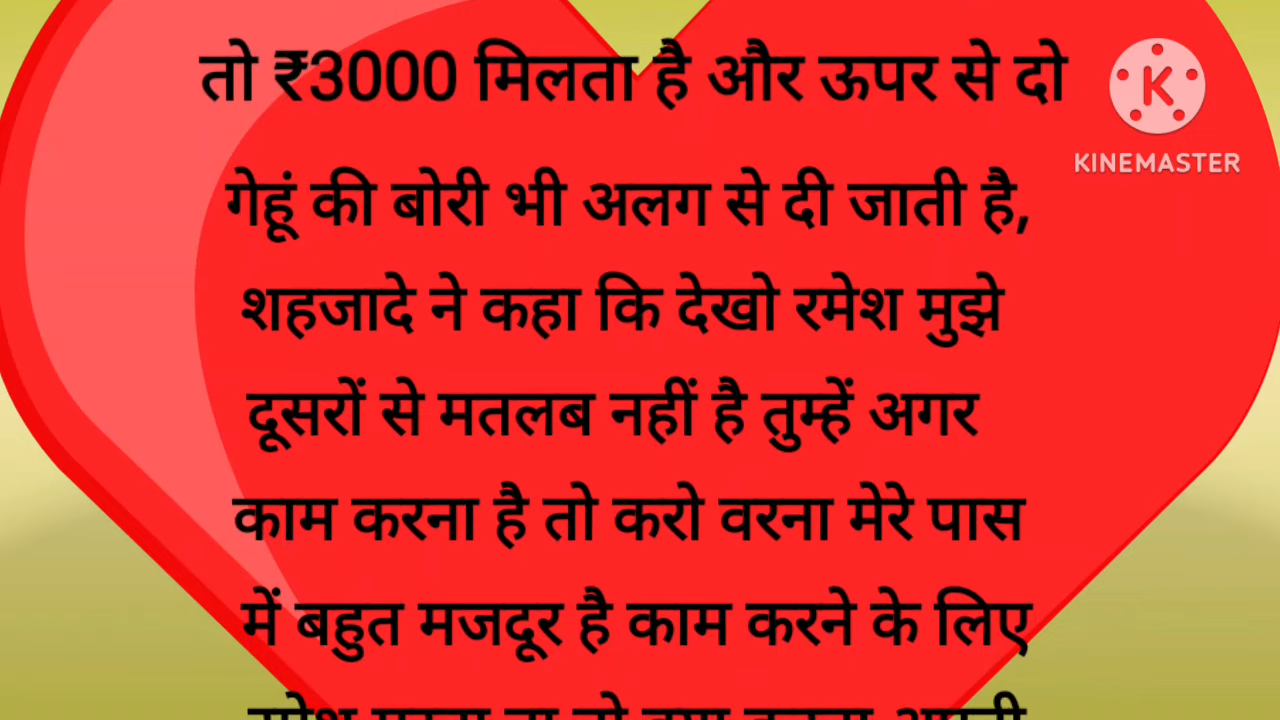 तो ₹3000 मिलता है और ऊपर से दो
KINEMASTER
गेहूं की बोरी भी अलग से दी जाती है,
शहजादे ने कहा कि देखो रमेश मुझे
दूसरों से मतलब नहीं है तुम्हें अगर
काम करना है तो करो वरना मेरे पास
में बहुत मजदूर है काम करने के लिए